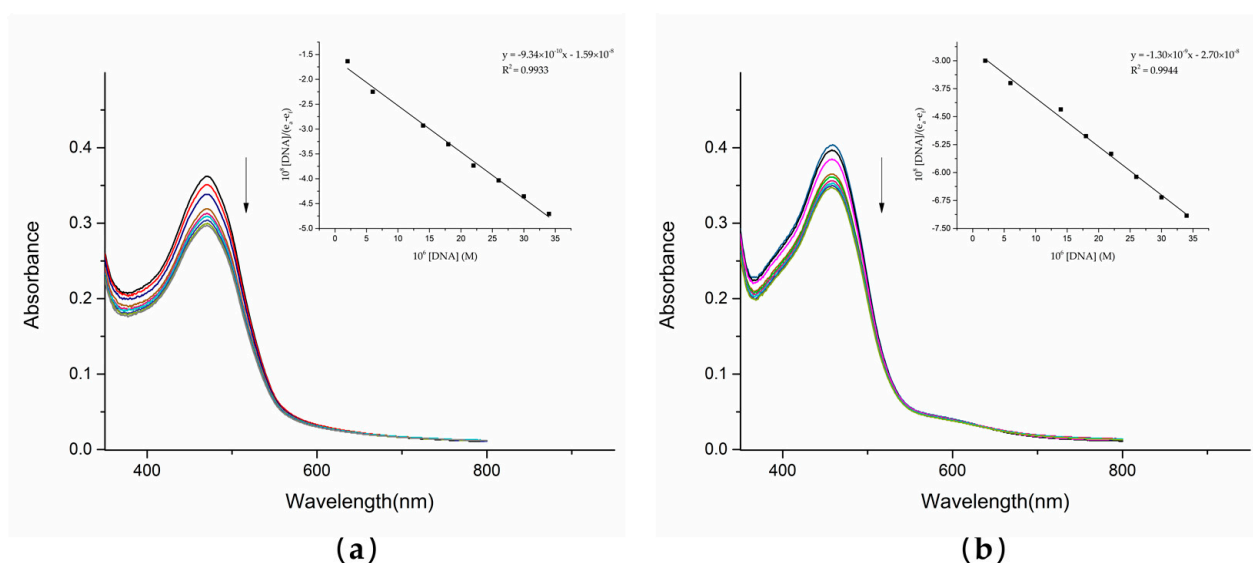 y = -9.34×10⁻¹⁰x - 1.59×10⁻⁸
R² = 0.9933
-1.5
-2.0
-2.5
-3.0
-3.5
-4.0
-4.5
-5.0
10⁸ [DNA]/(eₐ-e_f)
0 5 10 15 20 25 30 35
10⁶ [DNA] (M)
0.4
0.3
0.2
0.1
0.0
Absorbance
400 600 800
Wavelength(nm)
(a)
y = -1.30×10⁻⁹x - 2.70×10⁻⁸
R² = 0.9944
-3.00
-3.75
-4.50
-5.25
-6.00
-6.75
-7.50
10⁸ [DNA]/(eₐ-e_f)
0 5 10 15 20 25 30 35
10⁶ [DNA] (M)
0.4
0.3
0.2
0.1
0.0
Absorbance
400 600 800
Wavelength(nm)
(b)